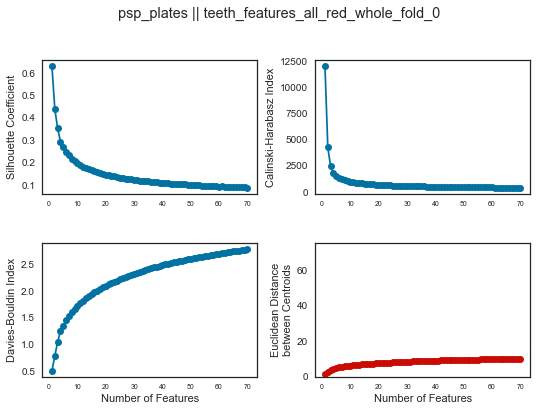 psp_plates || teeth_features_all_red_whole_fold_0
Silhouette Coefficient
0.6
0.5
0.4
0.3
0.2
0.1
0 10 20 30 40 50 60 70
Calinski-Harabasz Index
12500
10000
7500
5000
2500
0
0 10 20 30 40 50 60 70
Davies-Bouldin Index
2.5
2.0
1.5
1.0
0.5
0 10 20 30 40 50 60 70
Number of Features
Euclidean Distance
between Centroids
60
40
20
0
0 10 20 30 40 50 60 70
Number of Features